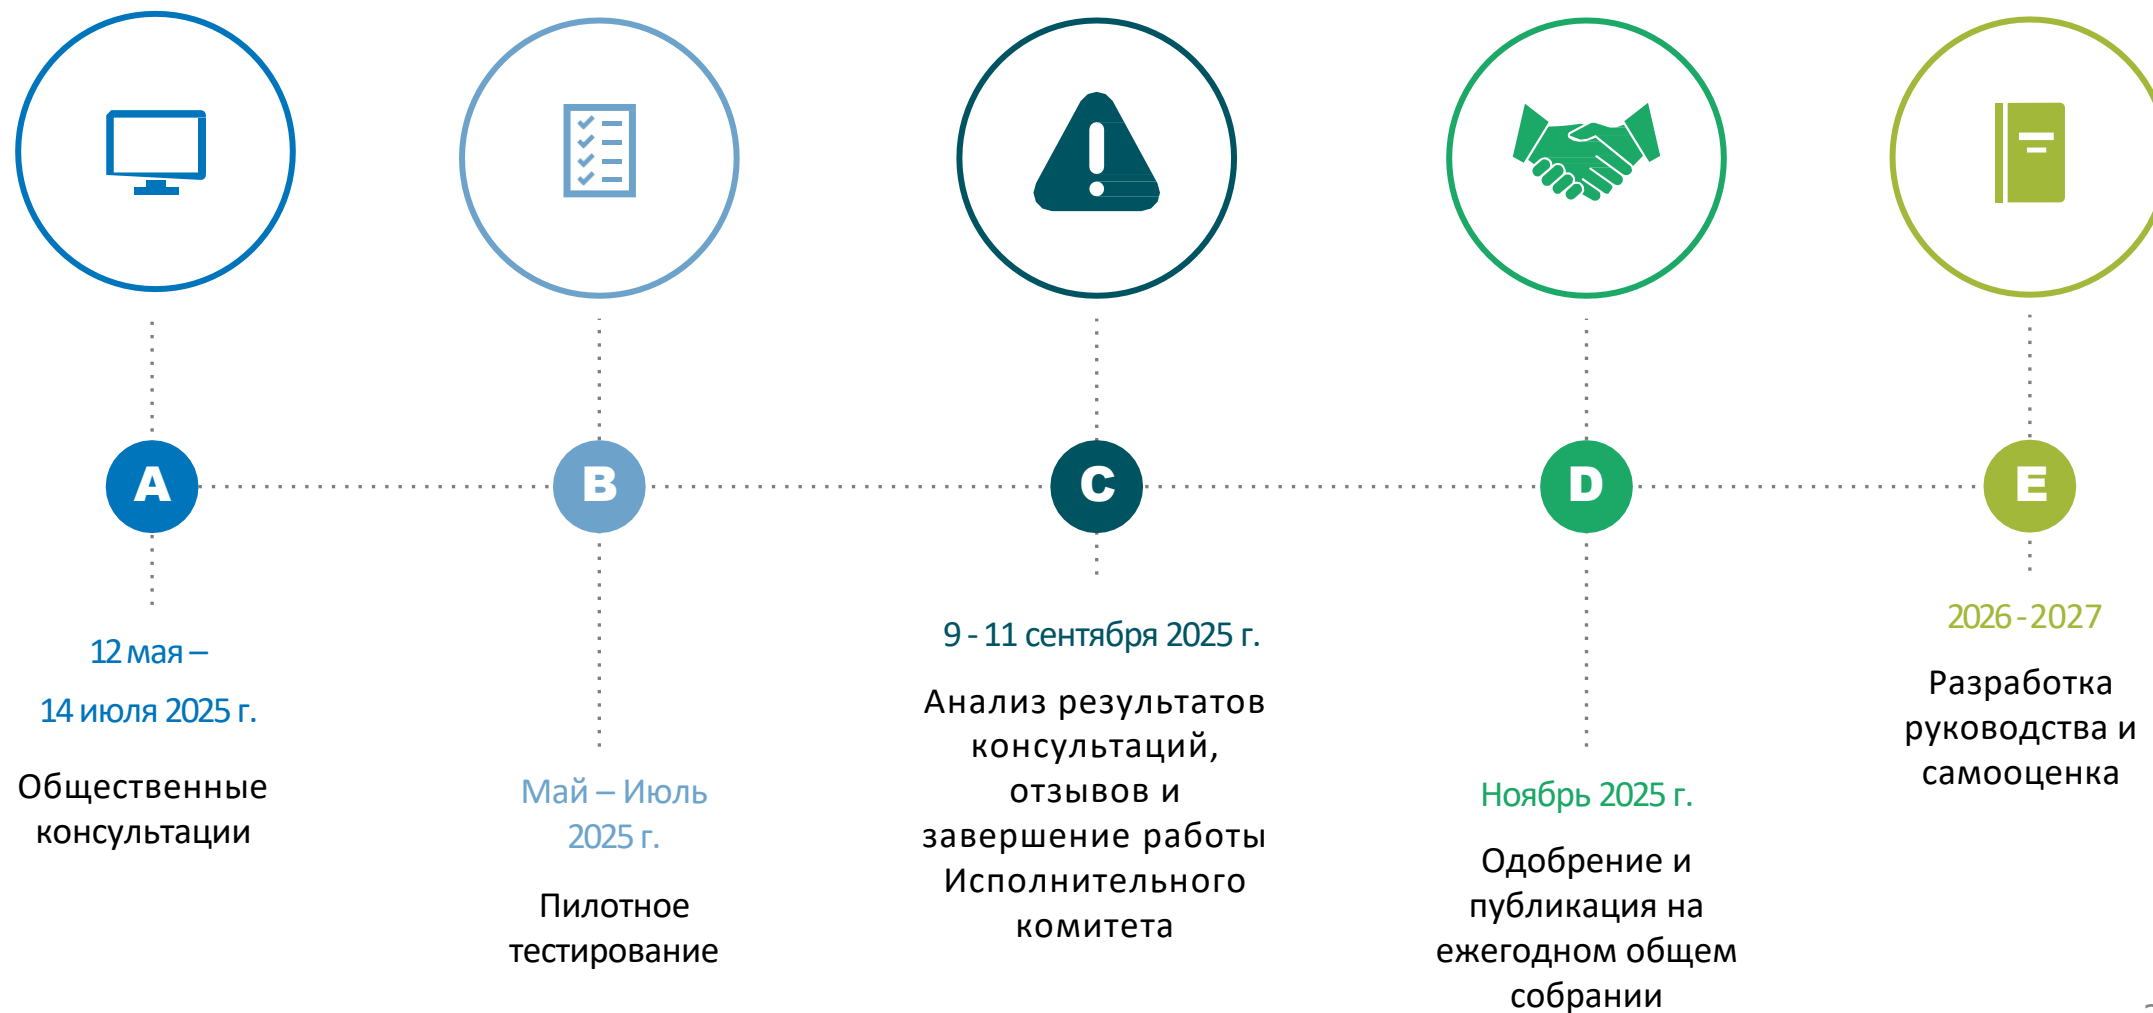 A
B
C
D
E
12 мая –
14 июля 2025 г.
Общественные
консультации
Май – Июль
2025 г.
Пилотное
тестирование
9 - 11 сентября 2025 г.
Анализ результатов
консультаций,
отзывов и
завершение работы
Исполнительного
комитета
Ноябрь 2025 г.
Одобрение и
публикация на
ежегодном общем
собрании
2026 - 2027
Разработка
руководства и
самооценка